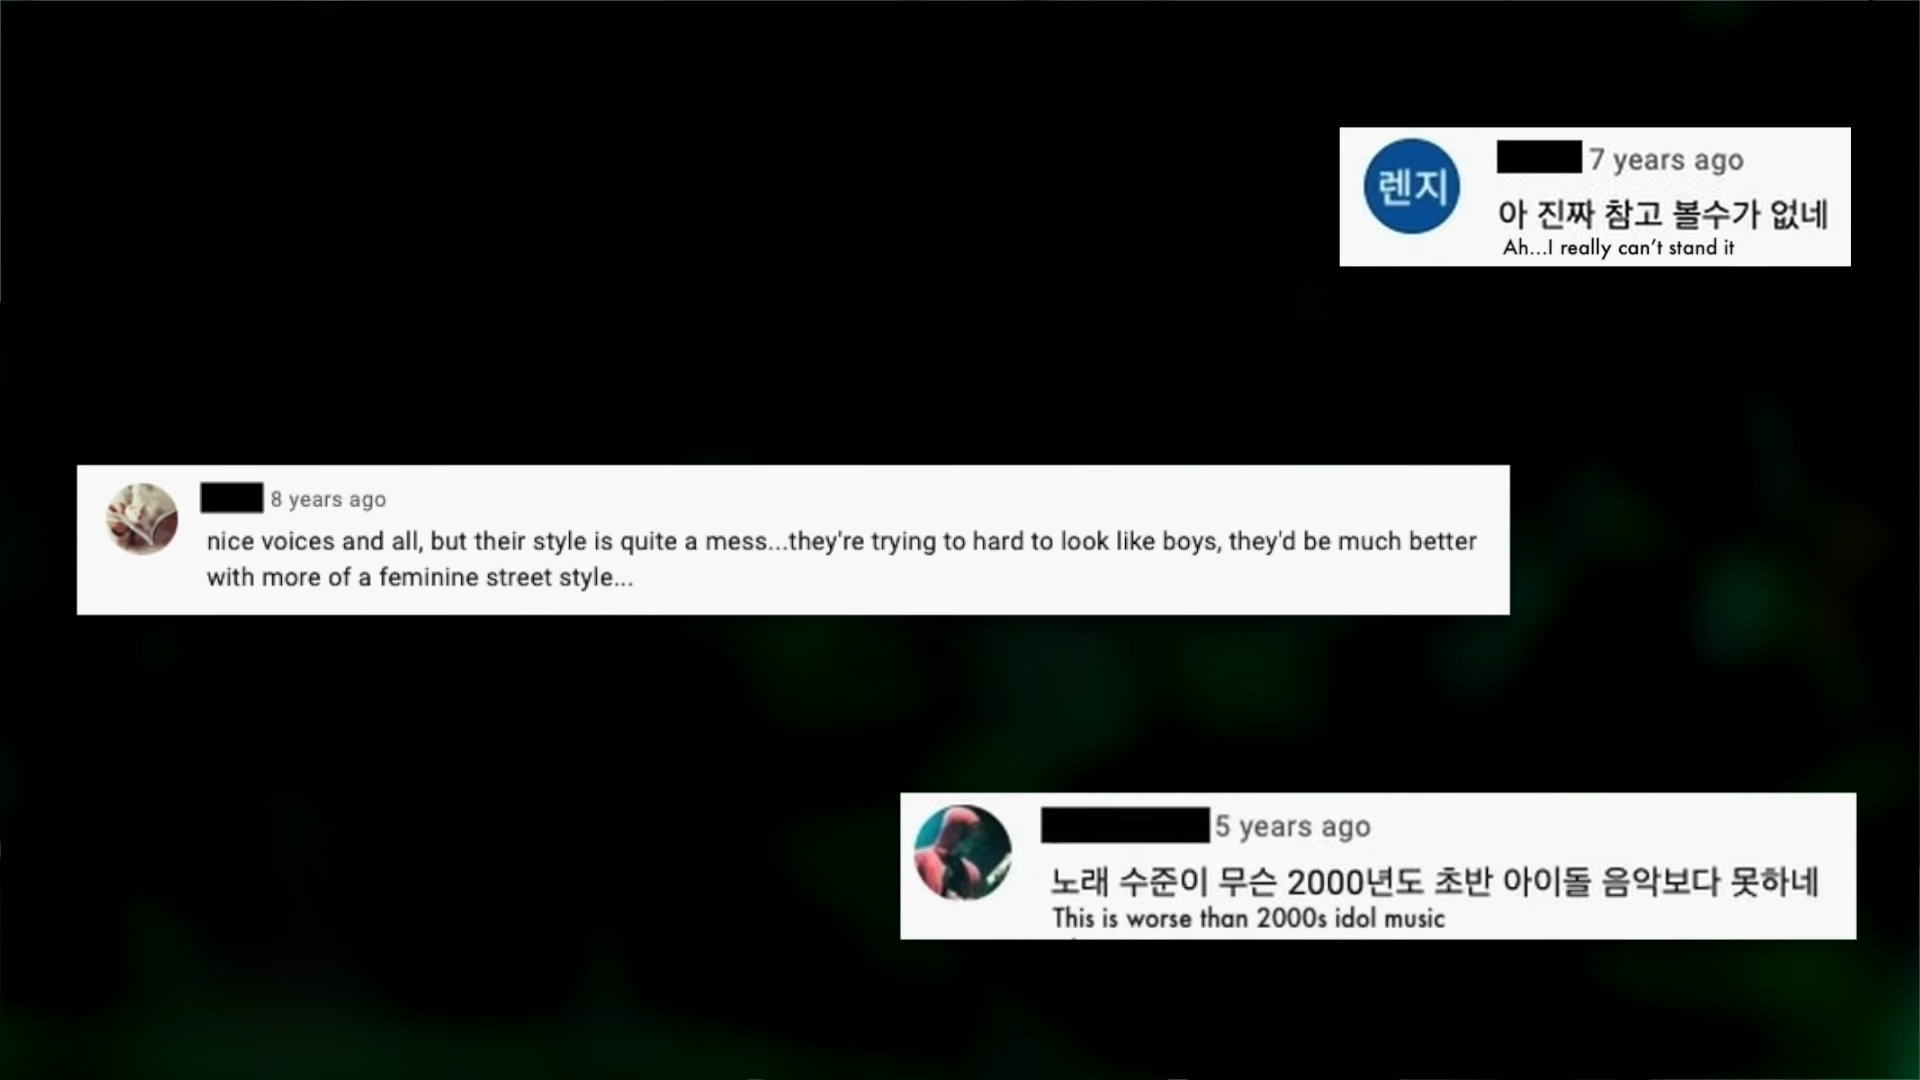 렌지
7 years ago
아 진짜 참고 볼수가 없네
Ah...I really can't stand it
8 years ago
nice voices and all, but their style is quite a mess...they're trying to hard to look like boys, they'd be much better
with more of a feminine street style...
5 years ago
노래 수준이 무슨 2000년도 초반 아이돌 음악보다 못하네
This is worse than 2000s idol music